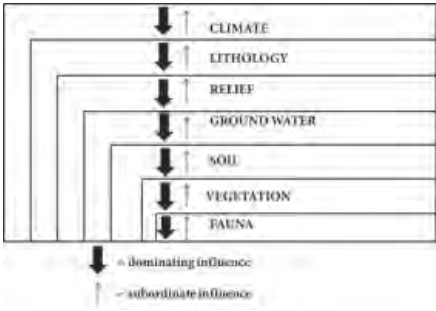 CLIMATE
LITHOLOGY
RELIEF
GROUND WATER
SOIL
VEGETATION
FAUNA
= dominating influence
= subordinate influence